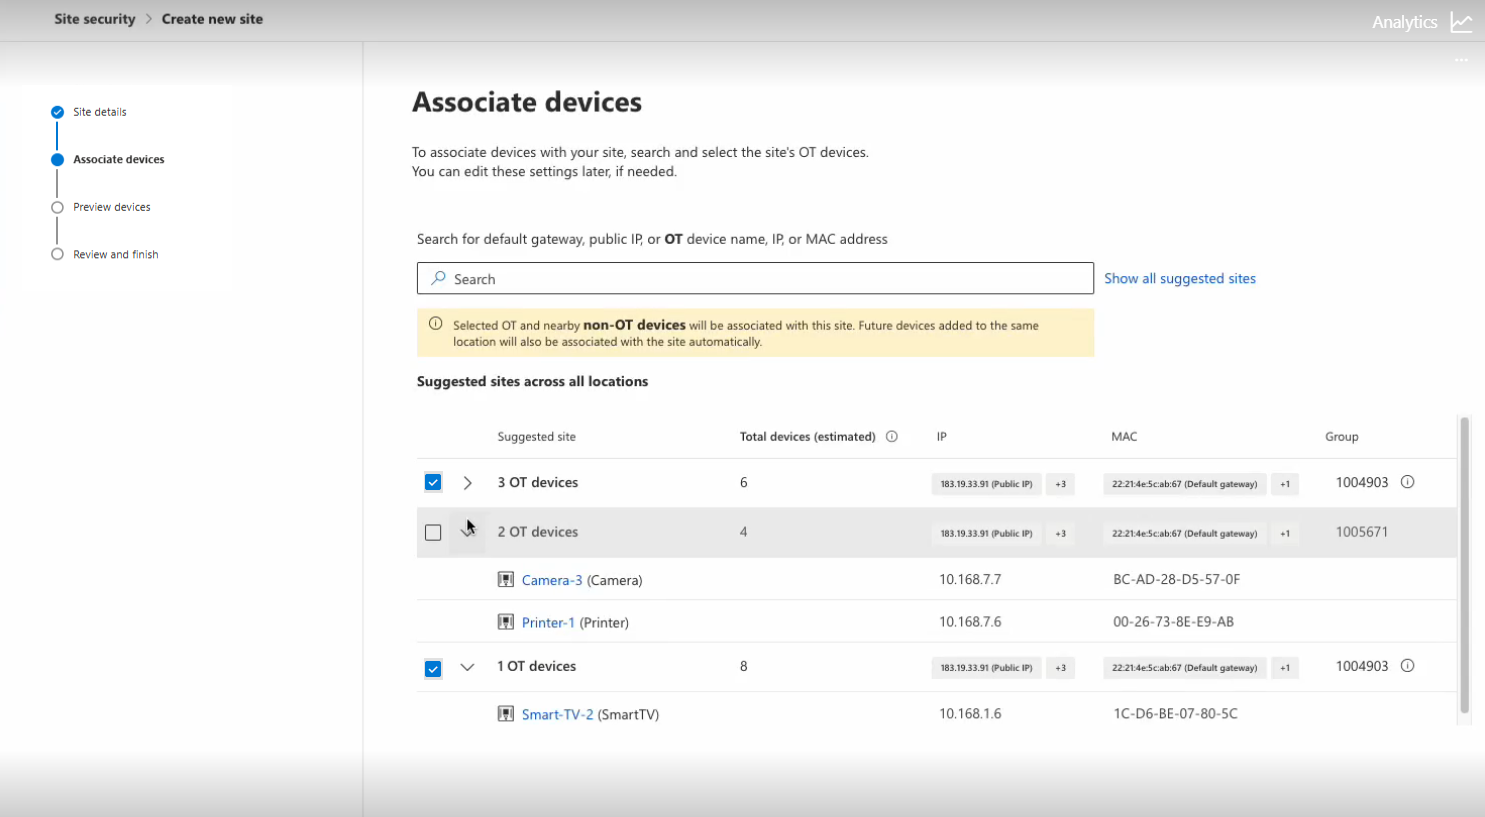 Site security > Create new site
Analytics
Site details
Associate devices
Preview devices
Review and finish
Associate devices
To associate devices with your site, search and select the site's OT devices.
You can edit these settings later, if needed.
Search for default gateway, public IP, or OT device name, IP, or MAC address
Search
Show all suggested sites
Selected OT and nearby non-OT devices will be associated with this site. Future devices added to the same
location will also be associated with the site automatically.
Suggested sites across all locations
Suggested site Total devices (estimated) IP MAC Group
3 OT devices 6 183.19.33.91 (Public IP) +3 22:21:4e:5c:ab:67 (Default gateway) +1 1004903
2 OT devices 4 183.19.33.91 (Public IP) +3 22:21:4e:5c:ab:67 (Default gateway) +1 1005671
Camera-3 (Camera) 10.168.7.7 BC-AD-28-D5-57-0F
Printer-1 (Printer) 10.168.7.6 00-26-73-8E-E9-AB
1 OT devices 8 183.19.33.91 (Public IP) +3 22:21:4e:5c:ab:67 (Default gateway) +1 1004903
Smart-TV-2 (SmartTV) 10.168.1.6 1C-D6-BE-07-80-5C